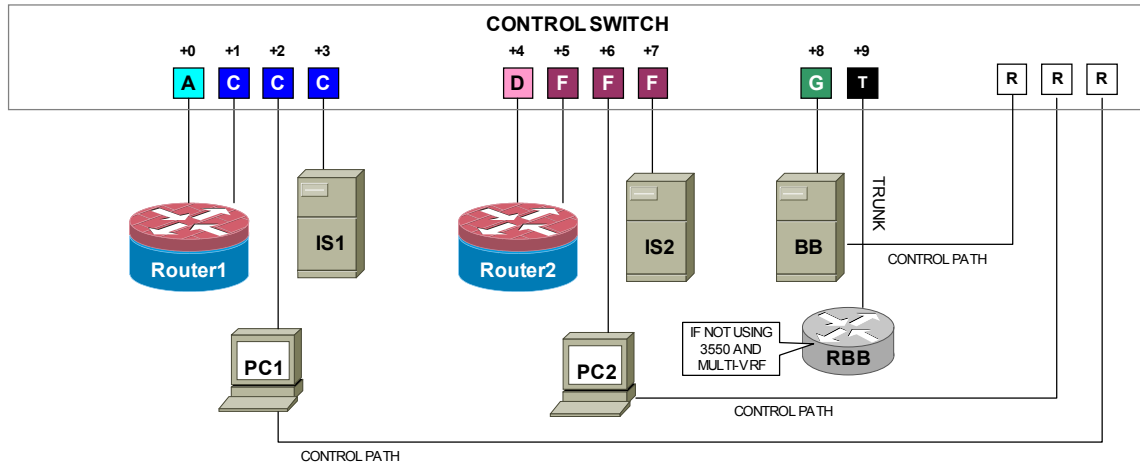 CONTROL SWITCH
+0 +1 +2 +3 +4 +5 +6 +7 +8 +9
A C C C D F F F G T R R R
TRUNK
IS1 IS2 BB
CONTROL PATH
Router1 Router2
IF NOT USING
3550 AND
MULTI-VRF
RBB
PC1 PC2
CONTROL PATH
CONTROL PATH